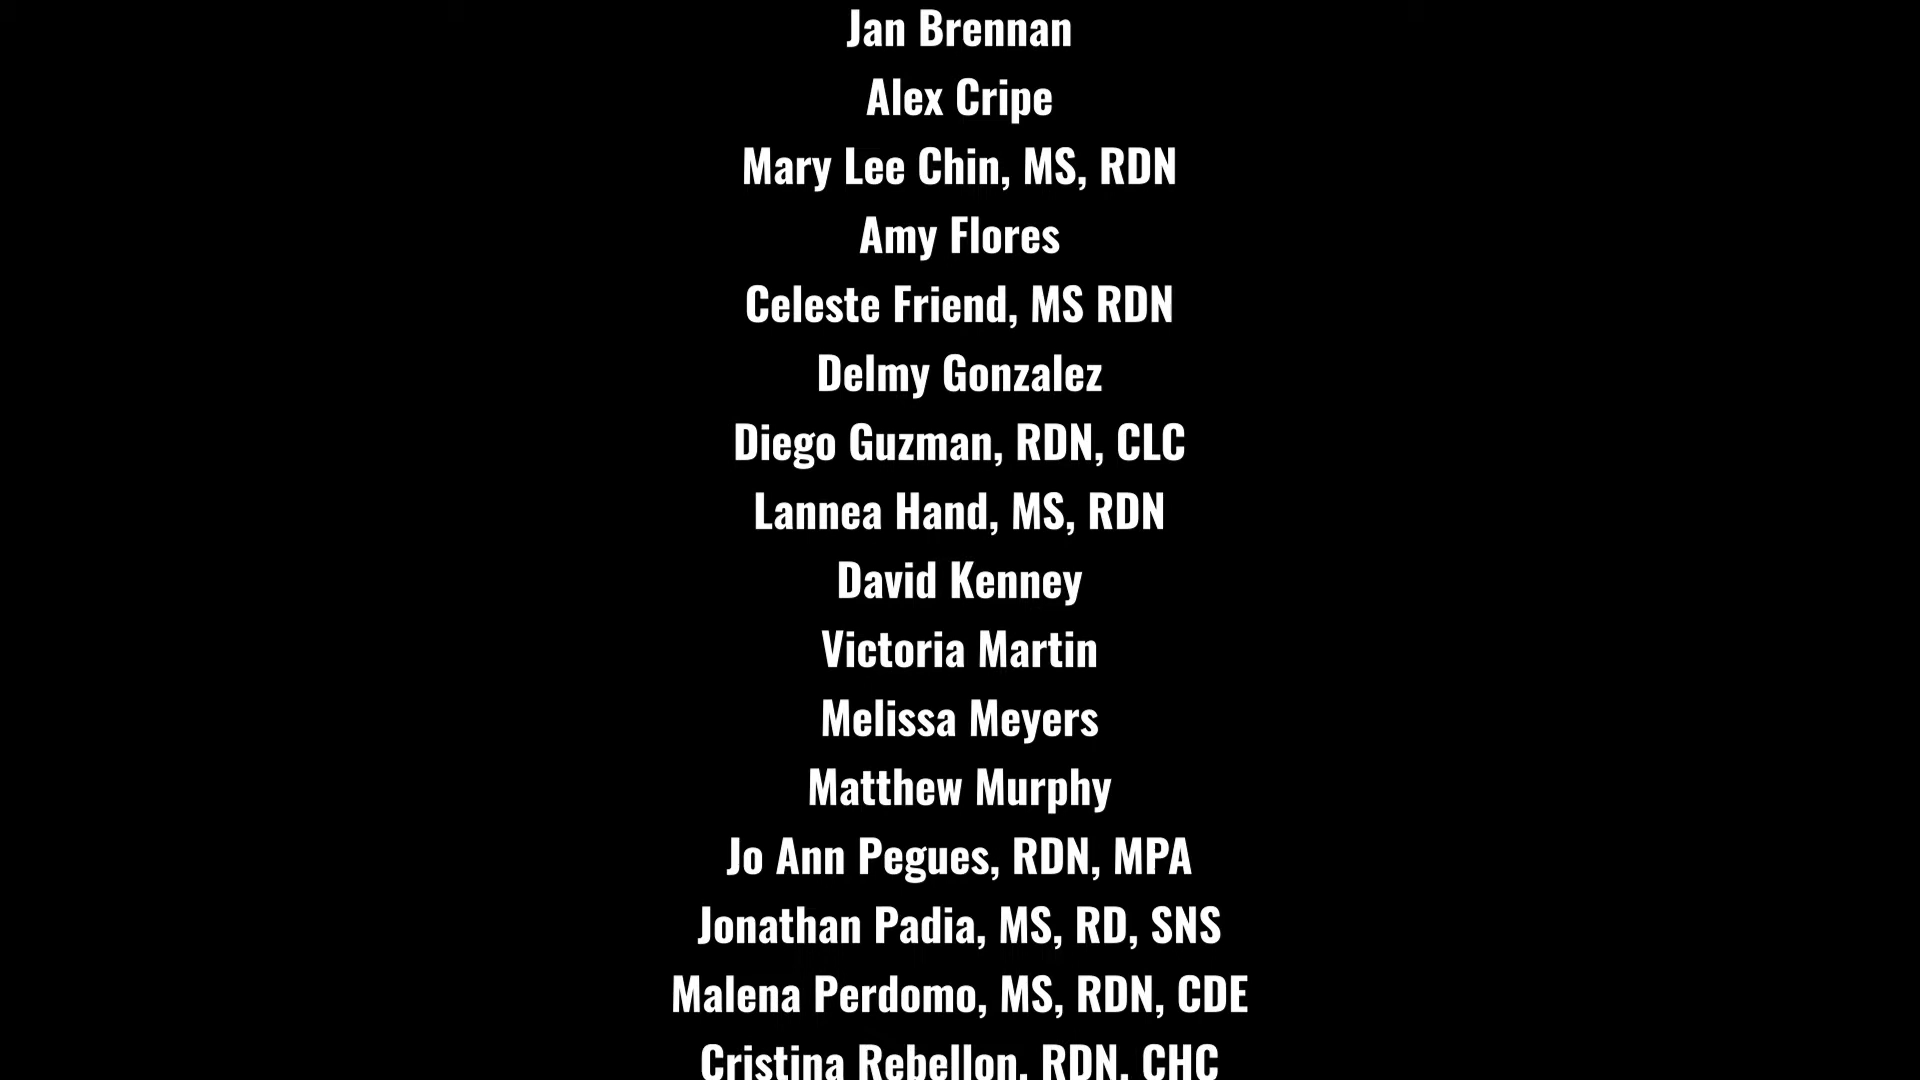 Jan Brennan
Alex Cripe
Mary Lee Chin, MS, RDN
Amy Flores
Celeste Friend, MS RDN
Delmy Gonzalez
Diego Guzman, RDN, CLC
Lannea Hand, MS, RDN
David Kenney
Victoria Martin
Melissa Meyers
Matthew Murphy
Jo Ann Pegues, RDN, MPA
Jonathan Padia, MS, RD, SNS
Malena Perdomo, MS, RDN, CDE
Cristina Rebellon, RDN, CHC